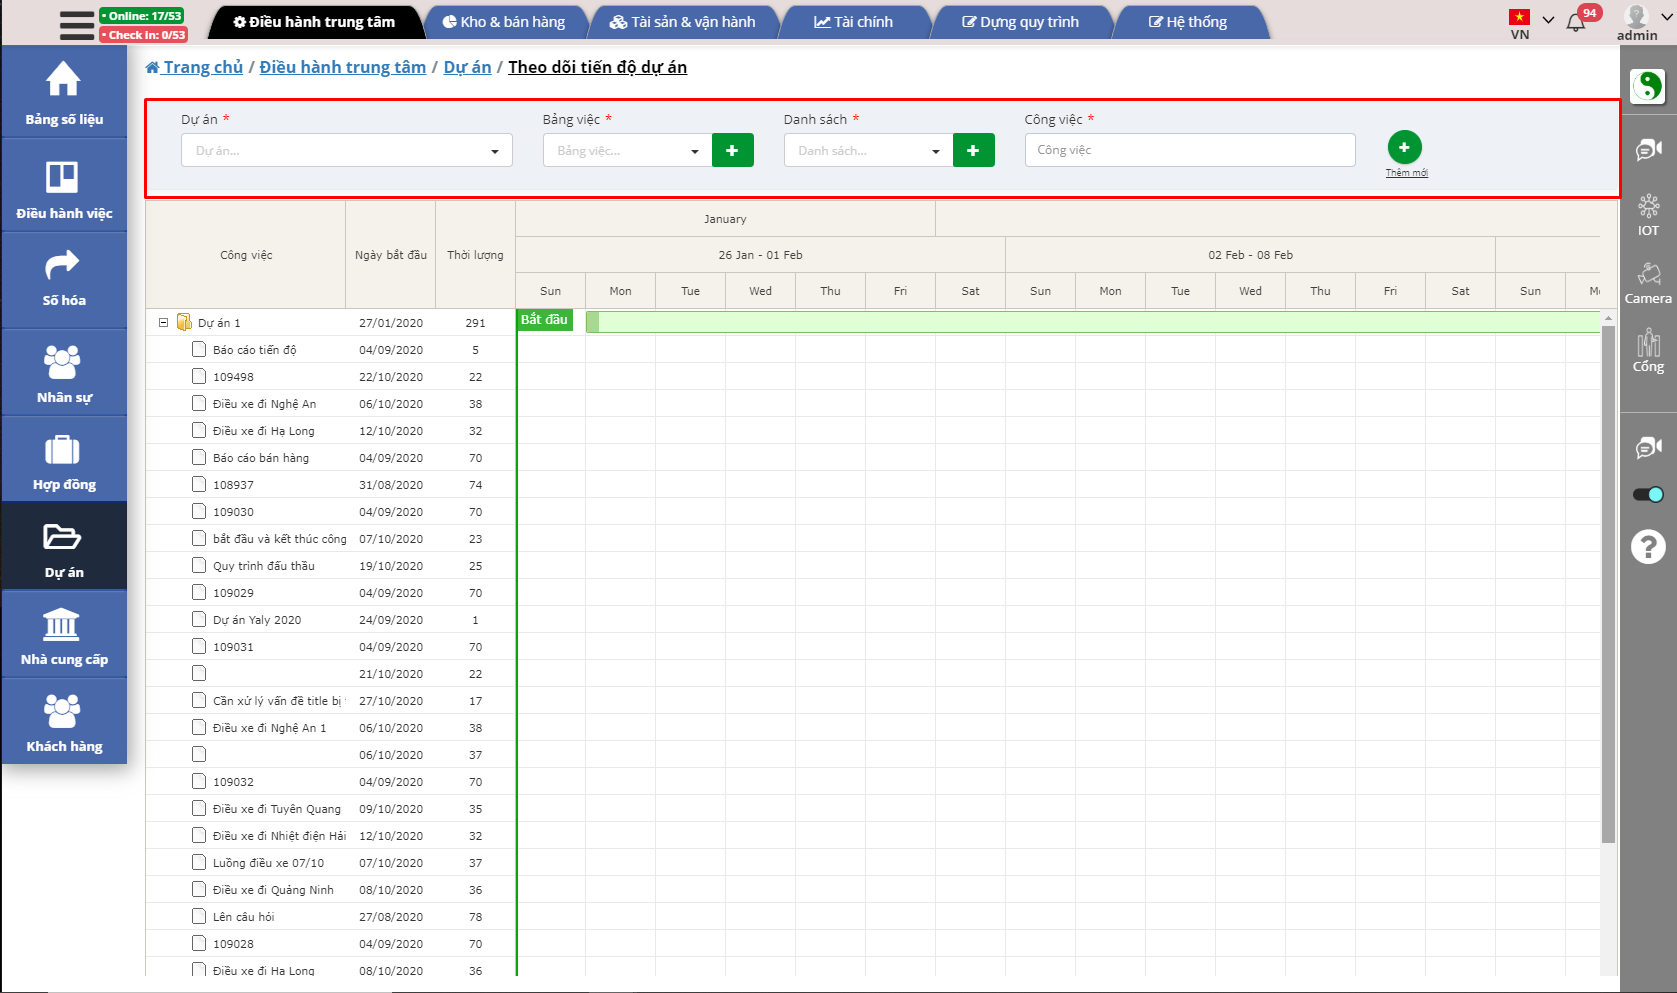 • Online: 17/53
• Check in: 0/53
Điều hành trung tâm
Kho & bán hàng
Tài sản & vận hành
Tài chính
Dựng quy trình
Hệ thống
VN
94
admin
Trang chủ / Điều hành trung tâm / Dự án / Theo dõi tiến độ dự án
Bảng số liệu
Điều hành việc
Số hóa
Nhân sự
Hợp đồng
Dự án
Nhà cung cấp
Khách hàng
Dự án *
Dự án...
Bảng việc *
Bảng việc...
Danh sách *
Danh sách...
Công việc *
Công việc
Thêm mới
IOT
Camera
Cổng
Công việc Ngày bắt đầu Thời lượng
January
26 Jan - 01 Feb 02 Feb - 08 Feb
Sun Mon Tue Wed Thu Fri Sat Sun Mon Tue Wed Thu Fri Sat Sun
Dự án 1 27/01/2020 291 Bắt đầu
Báo cáo tiến độ 04/09/2020 5
109498 22/10/2020 22
Điều xe đi Nghệ An 06/10/2020 38
Điều xe đi Hạ Long 12/10/2020 32
Báo cáo bán hàng 04/09/2020 70
108937 31/08/2020 74
109030 04/09/2020 70
bắt đầu và kết thúc công 07/10/2020 23
Quy trình đấu thầu 19/10/2020 25
109029 04/09/2020 70
Dự án Yaly 2020 24/09/2020 1
109031 04/09/2020 70
21/10/2020 22
Cần xử lý vấn đề title bị 27/10/2020 17
Điều xe đi Nghệ An 1 06/10/2020 38
06/10/2020 37
109032 04/09/2020 70
Điều xe đi Tuyên Quang 09/10/2020 35
Điều xe đi Nhiệt điện Hải 12/10/2020 32
Luồng điều xe 07/10 07/10/2020 37
Điều xe đi Quảng Ninh 08/10/2020 36
Lên câu hỏi 27/08/2020 78
109028 04/09/2020 70
Điều xe đi Hạ Long 08/10/2020 36